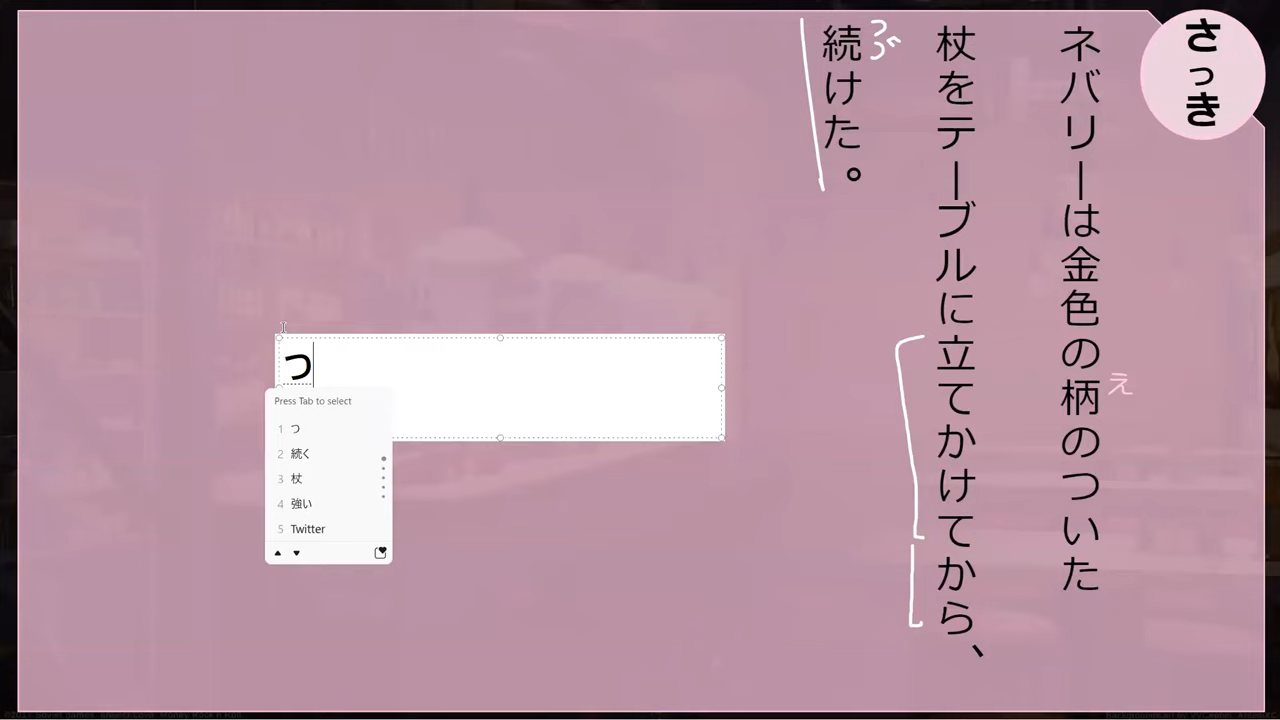 さっき
ネバリーは金色の柄のついた
え
杖をテーブルに立てかけてから、
続けた。
つづ
つ
Press Tab to select
1 つ
2 続く
3 杖
4 強い
5 Twitter